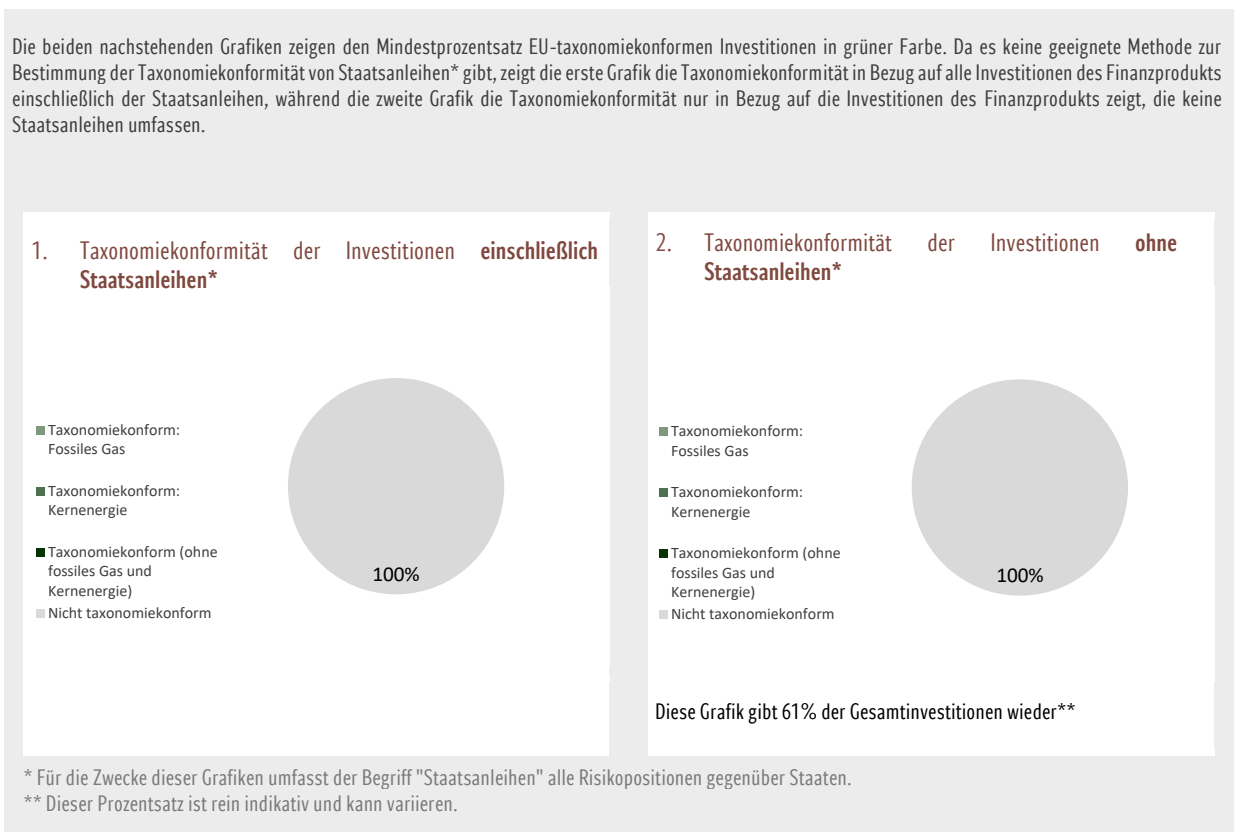 Die beiden nachstehenden Grafiken zeigen den Mindestprozentsatz EU-taxonomiekonformen Investitionen in grüner Farbe. Da es keine geeignete Methode zur
Bestimmung der Taxonomiekonformität von Staatsanleihen* gibt, zeigt die erste Grafik die Taxonomiekonformität in Bezug auf alle Investitionen des Finanzprodukts
einschließlich der Staatsanleihen, während die zweite Grafik die Taxonomiekonformität nur in Bezug auf die Investitionen des Finanzprodukts zeigt, die keine
Staatsanleihen umfassen.
1. Taxonomiekonformität der Investitionen einschließlich
Staatsanleihen*
Taxonomiekonform:
Fossiles Gas
Taxonomiekonform:
Kernenergie
Taxonomiekonform (ohne
fossiles Gas und
Kernenergie)
Nicht taxonomiekonform
100%
2. Taxonomiekonformität der Investitionen ohne
Staatsanleihen*
Taxonomiekonform:
Fossiles Gas
Taxonomiekonform:
Kernenergie
Taxonomiekonform (ohne
fossiles Gas und
Kernenergie)
Nicht taxonomiekonform
100%
Diese Grafik gibt 61% der Gesamtinvestitionen wieder**
* Für die Zwecke dieser Grafiken umfasst der Begriff "Staatsanleihen" alle Risikopositionen gegenüber Staaten.
** Dieser Prozentsatz ist rein indikativ und kann variieren.